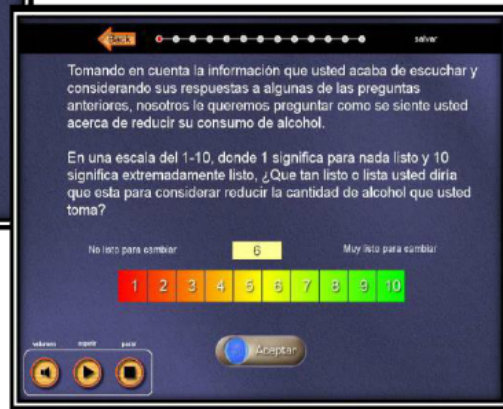 Back
salvar
Tomando en cuenta la información que usted acaba de escuchar y
considerando sus respuestas a algunas de las preguntas
anteriores, nosotros le queremos preguntar como se siente usted
acerca de reducir su consumo de alcohol.
En una escala del 1-10, donde 1 significa para nada listo y 10
significa extremadamente listo, ¿Que tan listo o lista usted diria
que esta para considerar reducir la cantidad de alcohol que usted
toma?
No listo para cambiar 6 Muy listo para cambiar
1 2 3 4 5 6 7 8 9 10
Aceptar
volumen